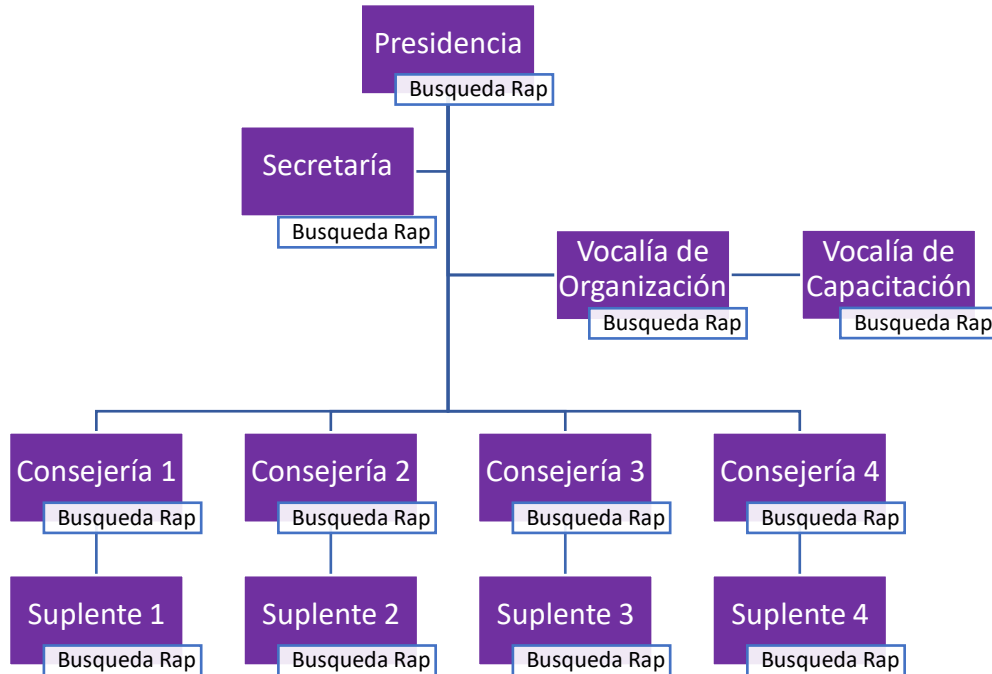 Presidencia
Busqueda Rap
Secretaría
Busqueda Rap
Vocalía de
Organización
Busqueda Rap
Vocalía de
Capacitación
Busqueda Rap
Consejería 1
Busqueda Rap
Consejería 2
Busqueda Rap
Consejería 3
Busqueda Rap
Consejería 4
Busqueda Rap
Suplente 1
Busqueda Rap
Suplente 2
Busqueda Rap
Suplente 3
Busqueda Rap
Suplente 4
Busqueda Rap